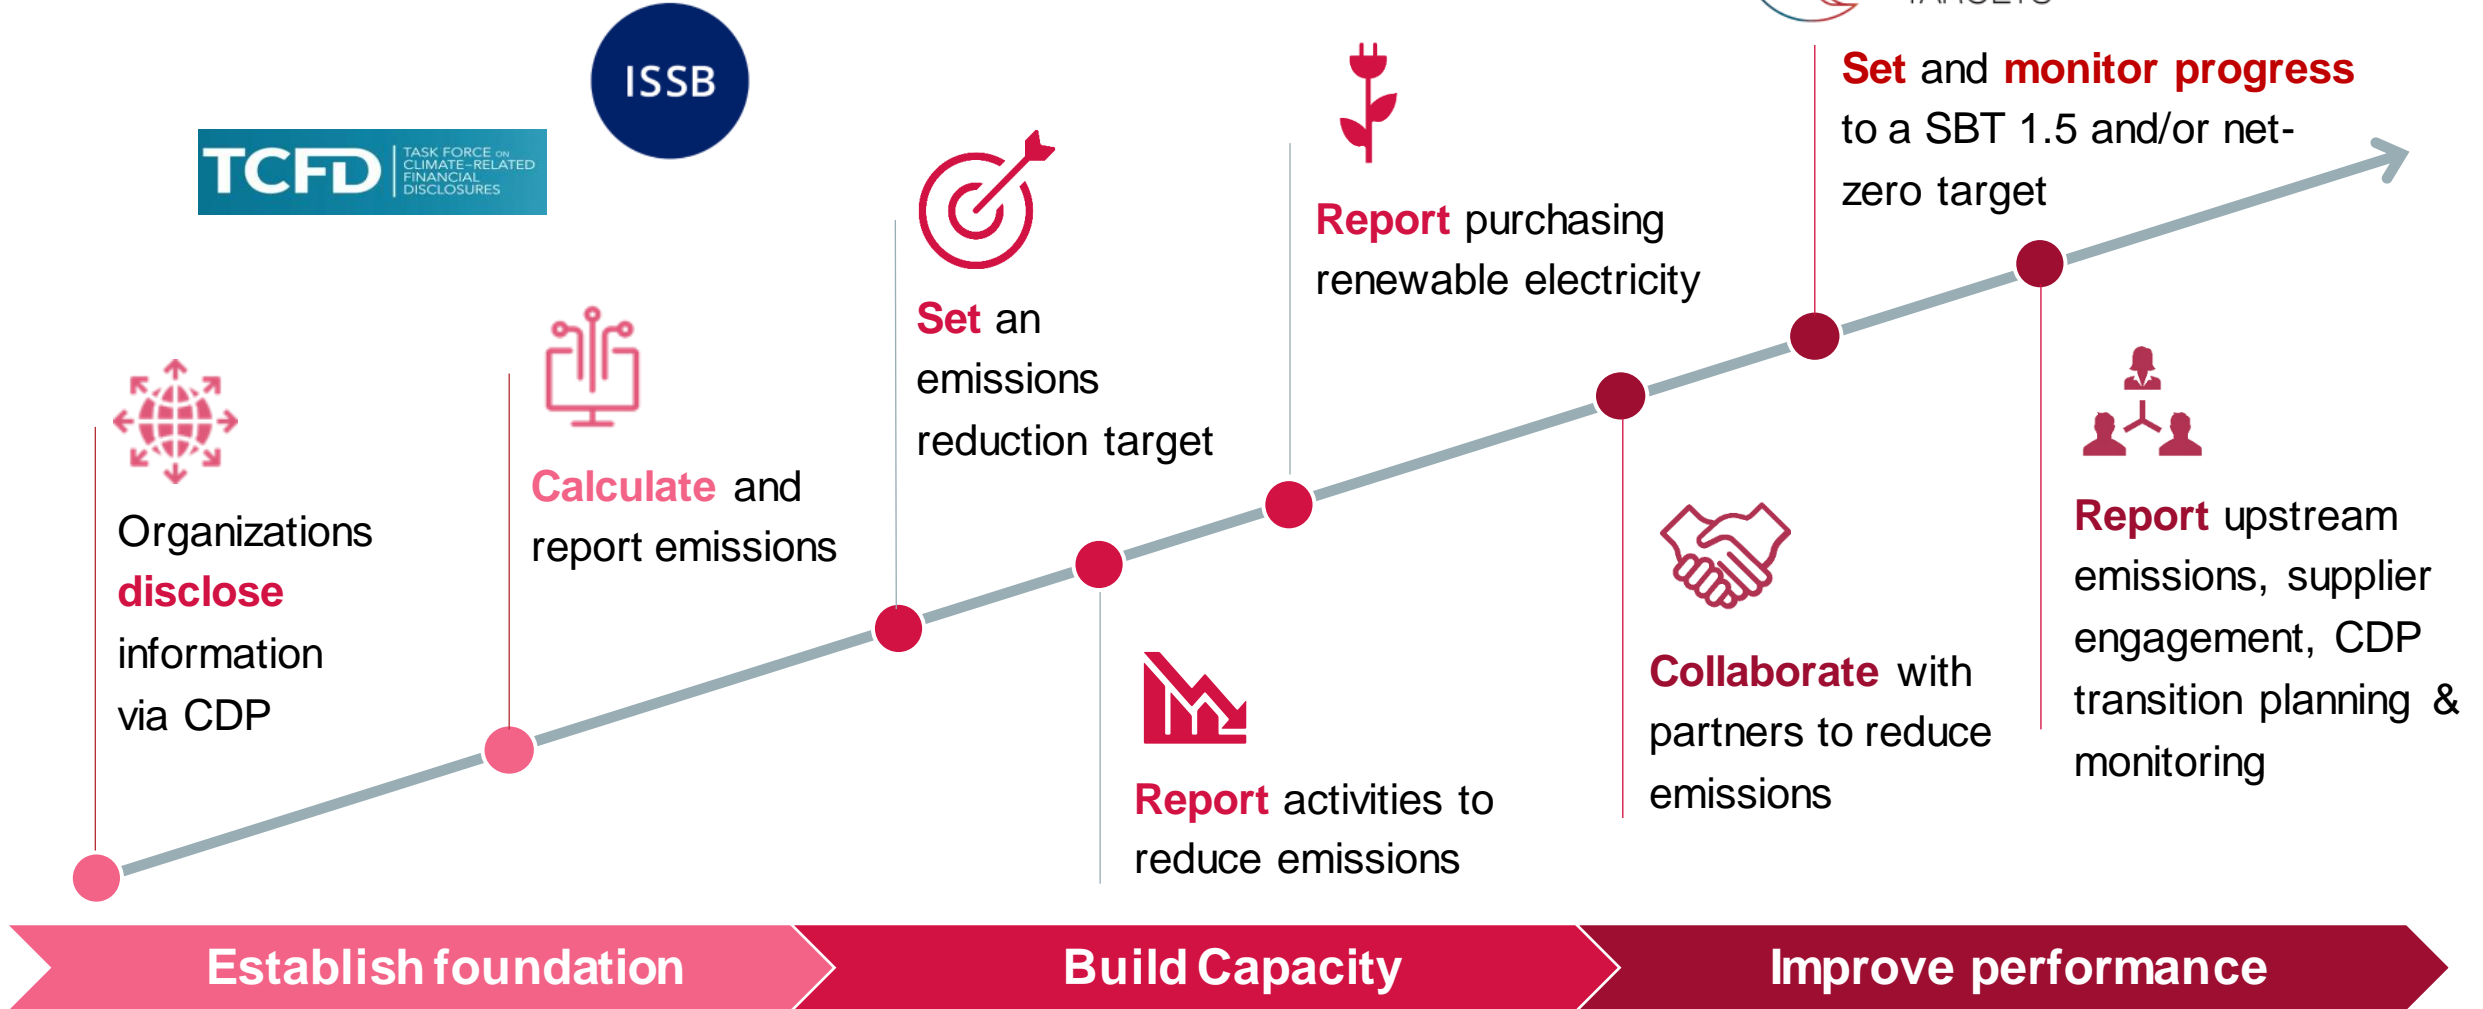 ISSB
TCFD
TASK FORCE ON
CLIMATE-RELATED
FINANCIAL
DISCLOSURES
Organizations
disclose
information
via CDP
Calculate and
report emissions
Set an
emissions
reduction target
Report activities to
reduce emissions
Report purchasing
renewable electricity
Collaborate with
partners to reduce
emissions
Set and monitor progress
to a SBT 1.5 and/or net-
zero target
Report upstream
emissions, supplier
engagement, CDP
transition planning &
monitoring
Establish foundation
Build Capacity
Improve performance